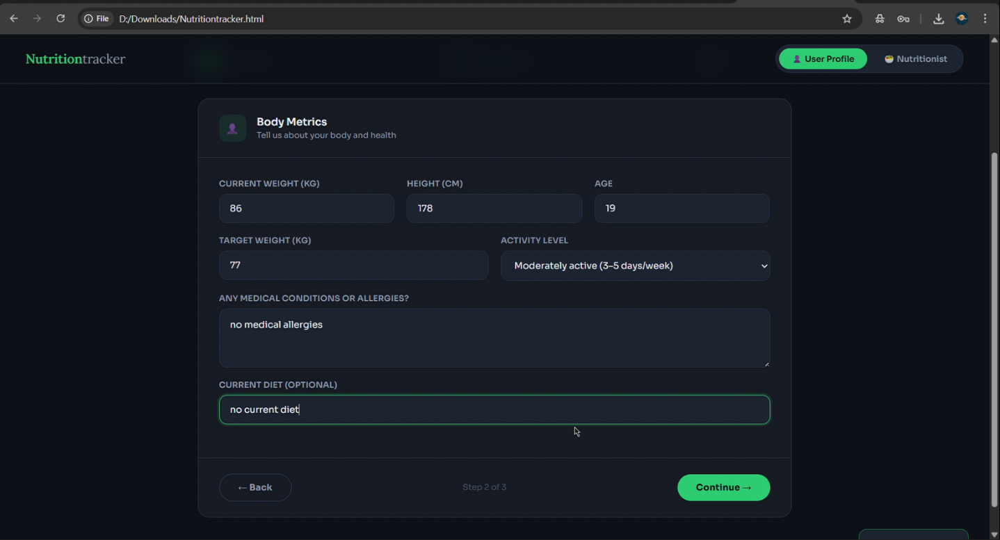 File D:/Downloads/Nutritiontracker.html
Nutritiontracker
User Profile
Nutritionist
Body Metrics
Tell us about your body and health
CURRENT WEIGHT (KG)
HEIGHT (CM)
AGE
86
178
19
TARGET WEIGHT (KG)
ACTIVITY LEVEL
77
Moderately active (3–5 days/week)
ANY MEDICAL CONDITIONS OR ALLERGIES?
no medical allergies
CURRENT DIET (OPTIONAL)
no current diet
← Back
Step 2 of 3
Continue →